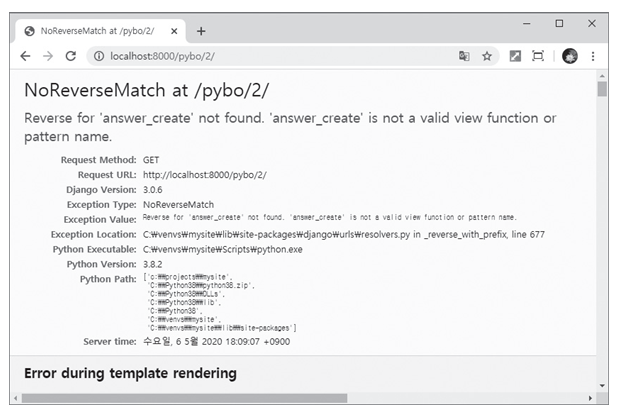 NoReverseMatch at /pybo/2/
localhost:8000/pybo/2/
NoReverseMatch at /pybo/2/
Reverse for 'answer_create' not found. 'answer_create' is not a valid view function or
pattern name.
Request Method: GET
Request URL: http://localhost:8000/pybo/2/
Django Version: 3.0.6
Exception Type: NoReverseMatch
Exception Value: Reverse for 'answer_create' not found. 'answer_create' is not a valid view function or pattern name.
Exception Location: C:₩venvs₩mysite₩lib₩site-packages₩django₩urls₩resolvers.py in _reverse_with_prefix, line 677
Python Executable: C:₩venvs₩mysite₩Scripts₩python.exe
Python Version: 3.8.2
Python Path: ['c:₩₩projects₩₩mysite',
'C:₩₩Python38₩₩python38.zip',
'C:₩₩Python38₩₩DLLs',
'C:₩₩Python38₩₩lib',
'C:₩₩Python38',
'C:₩₩venvs₩₩mysite',
'C:₩₩venvs₩₩mysite₩₩lib₩₩site-packages']
Server time: 수요일, 6 5월 2020 18:09:07 +0900
Error during template rendering